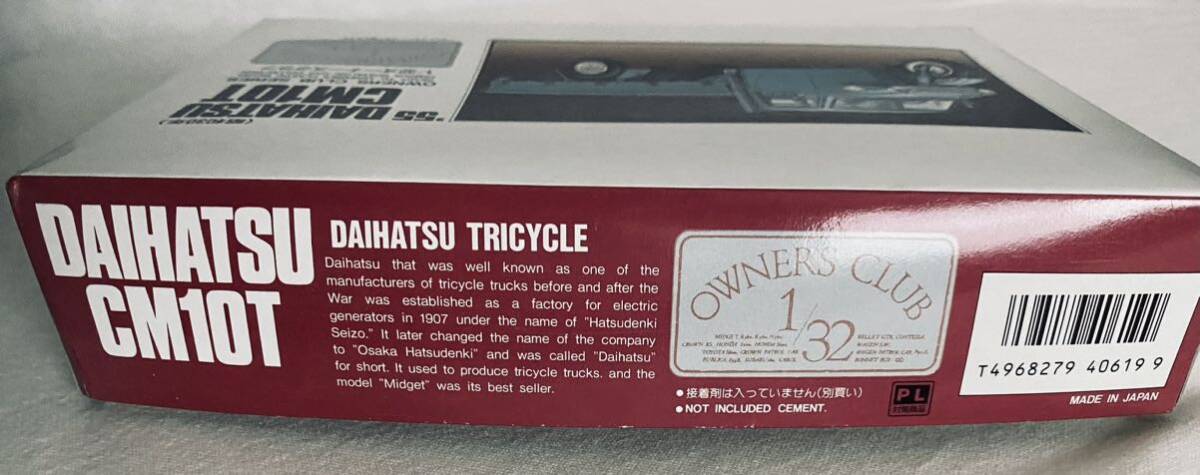 '55 DAIHATSU
CM10T
DAIHATSU
CM10T
DAIHATSU TRICYCLE
Daihatsu that was well known as one of the
manufacturers of tricycle trucks before and after the
War was established as a factory for electric
generators in 1907 under the name of "Hatsudenki
Seizo." It later changed the name of the company
to "Osaka Hatsudenki" and was called "Daihatsu"
for short. It used to produce tricycle trucks. and the
model "Midget" was its best seller.
OWNERS CLUB
1/32
●接着剤は入っていません(別買い)
●NOT INCLUDED CEMENT.
PL
対策商品
T4968279 40619 9
MADE IN JAPAN